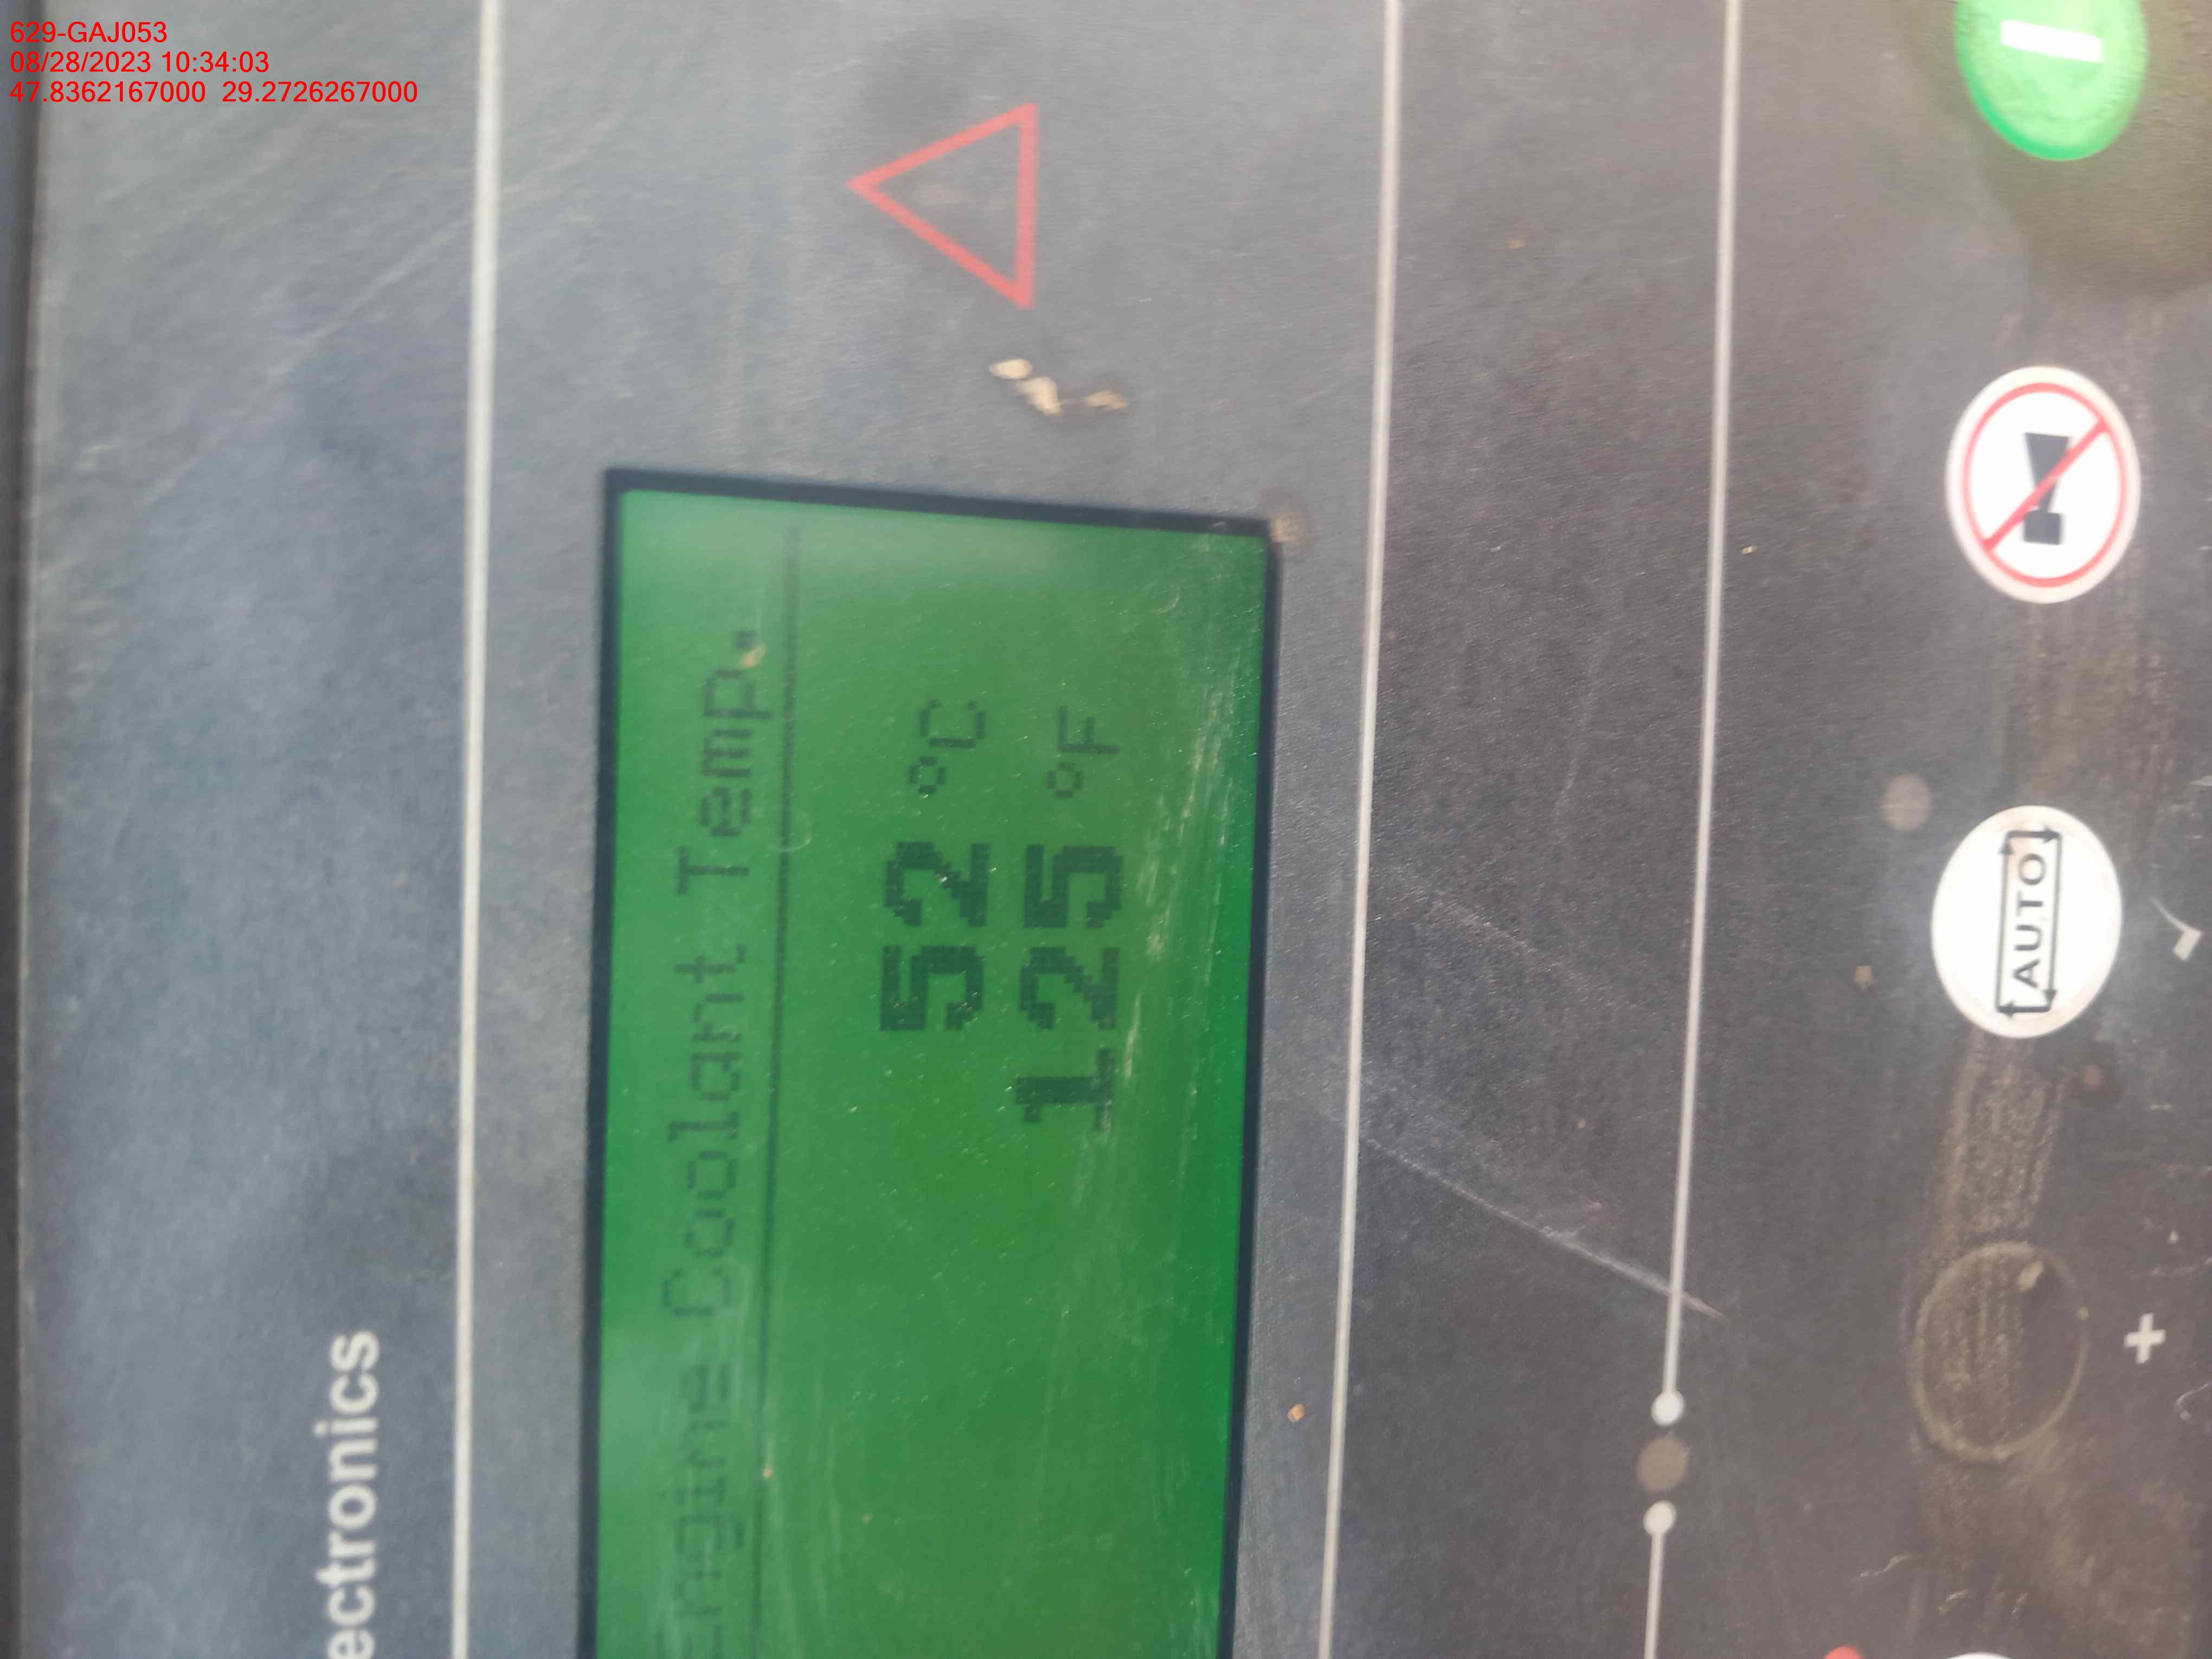 629-GAJ053
08/28/2023 10:34:03
47.8362167000 29.2726267000
ectronics
Engine Coolant Temp.
52 °C
125 °F
AUTO
+